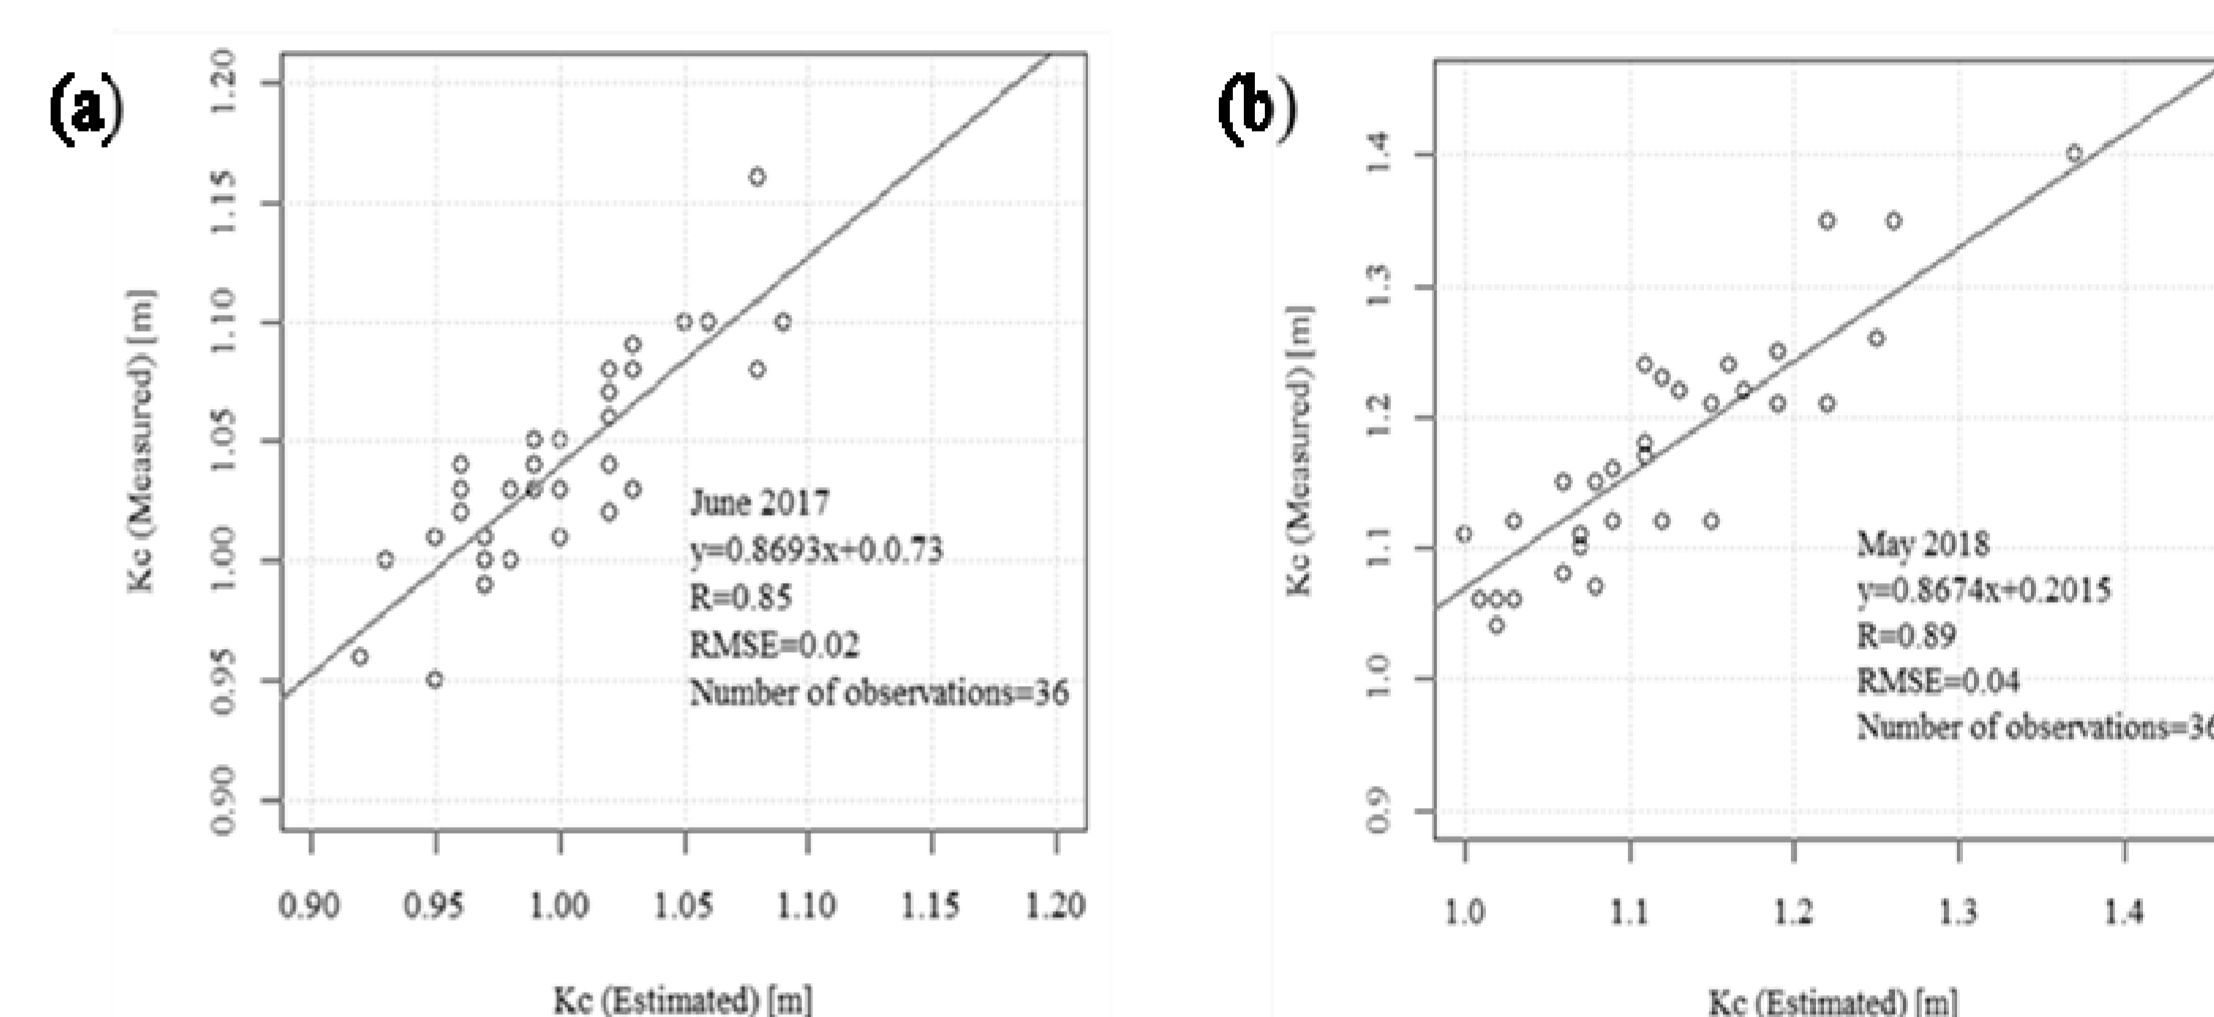 (a)
1.20
1.15
1.10
1.05
1.00
0.95
0.90
Kc (Measured) [m]
June 2017
y=0.8693x+0.0.73
R=0.85
RMSE=0.02
Number of observations=36
0.90 0.95 1.00 1.05 1.10 1.15 1.20
Kc (Estimated) [m]
(b)
1.4
1.3
1.2
1.1
1.0
0.9
Kc (Measured) [m]
May 2018
y=0.8674x+0.2015
R=0.89
RMSE=0.04
Number of observations=36
1.0 1.1 1.2 1.3 1.4
Kc (Estimated) [m]